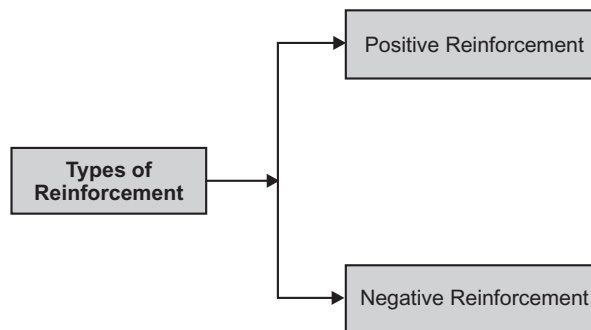 Positive Reinforcement
Types of
Reinforcement
Negative Reinforcement